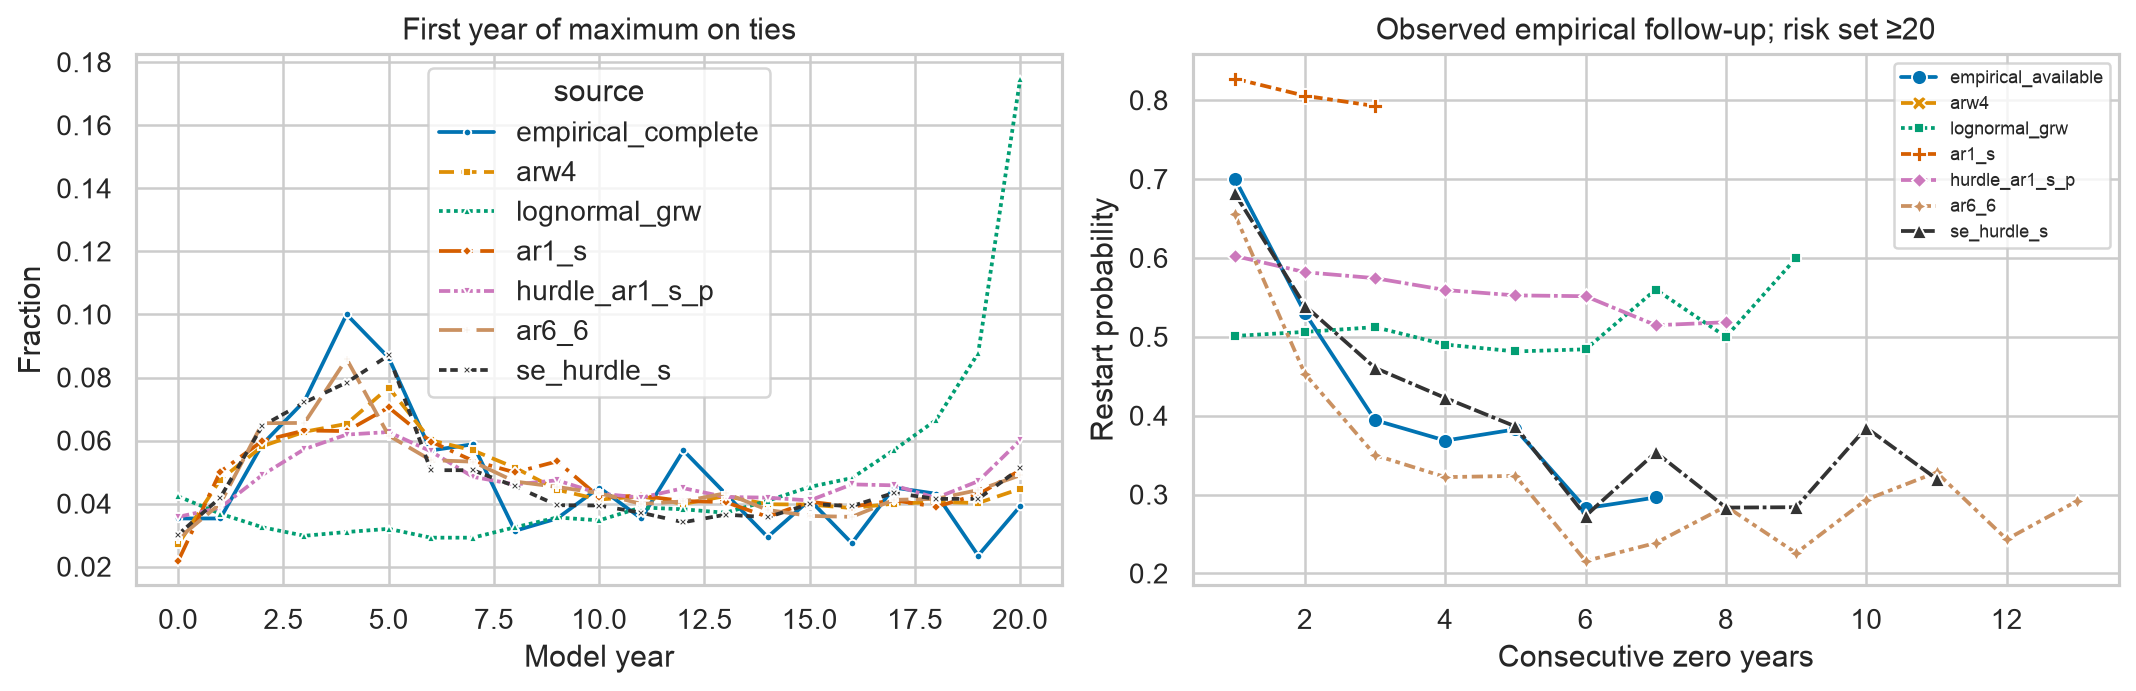 First year of maximum on ties
Fraction
0.18
0.16
0.14
0.12
0.10
0.08
0.06
0.04
0.02
source
empirical_complete
arw4
lognormal_grw
ar1_s
hurdle_ar1_s_p
ar6_6
se_hurdle_s
0.0 2.5 5.0 7.5 10.0 12.5 15.0 17.5 20.0
Model year
Observed empirical follow-up; risk set ≥20
Restart probability
0.8
0.7
0.6
0.5
0.4
0.3
0.2
empirical_available
arw4
lognormal_grw
ar1_s
hurdle_ar1_s_p
ar6_6
se_hurdle_s
2 4 6 8 10 12
Consecutive zero years